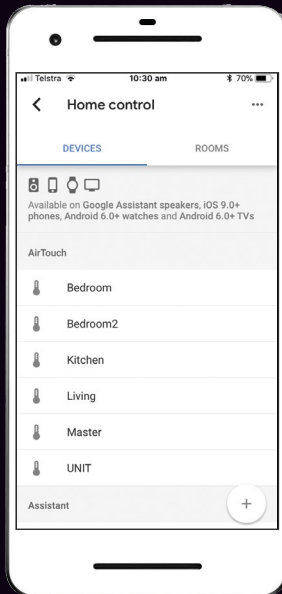 Telstra 10:30 am 70%
Home control
DEVICES ROOMS
Available on Google Assistant speakers, iOS 9.0+
phones, Android 6.0+ watches and Android 6.0+ TVs
AirTouch
Bedroom
Bedroom2
Kitchen
Living
Master
UNIT
Assistant